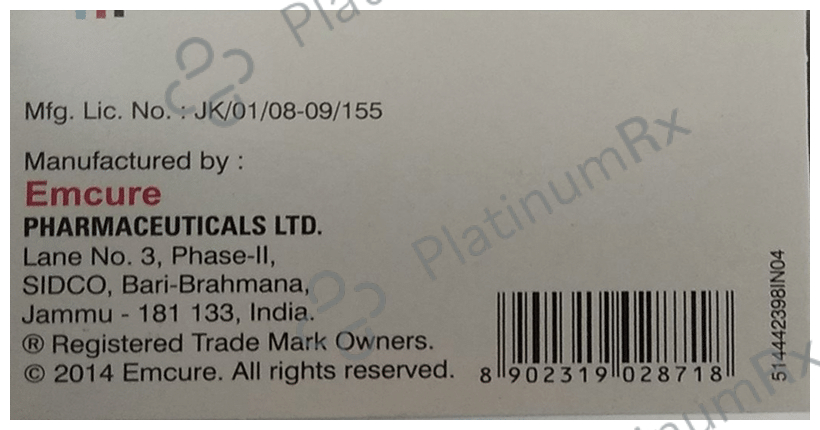 Mfg. Lic. No. : JK/01/08-09/155
Manufactured by :
Emcure
PHARMACEUTICALS LTD.
Lane No. 3, Phase-II,
SIDCO, Bari-Brahmana,
Jammu - 181 133, India.
® Registered Trade Mark Owners.
© 2014 Emcure. All rights reserved.
8 902319 028718
514442398IN04
PlatinumRx